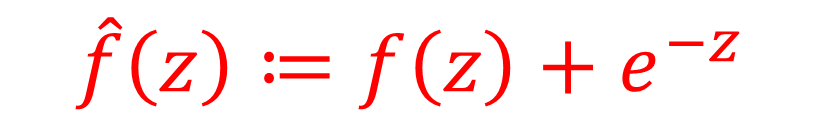 f̂(z) ≔ f(z) + e^{−z}